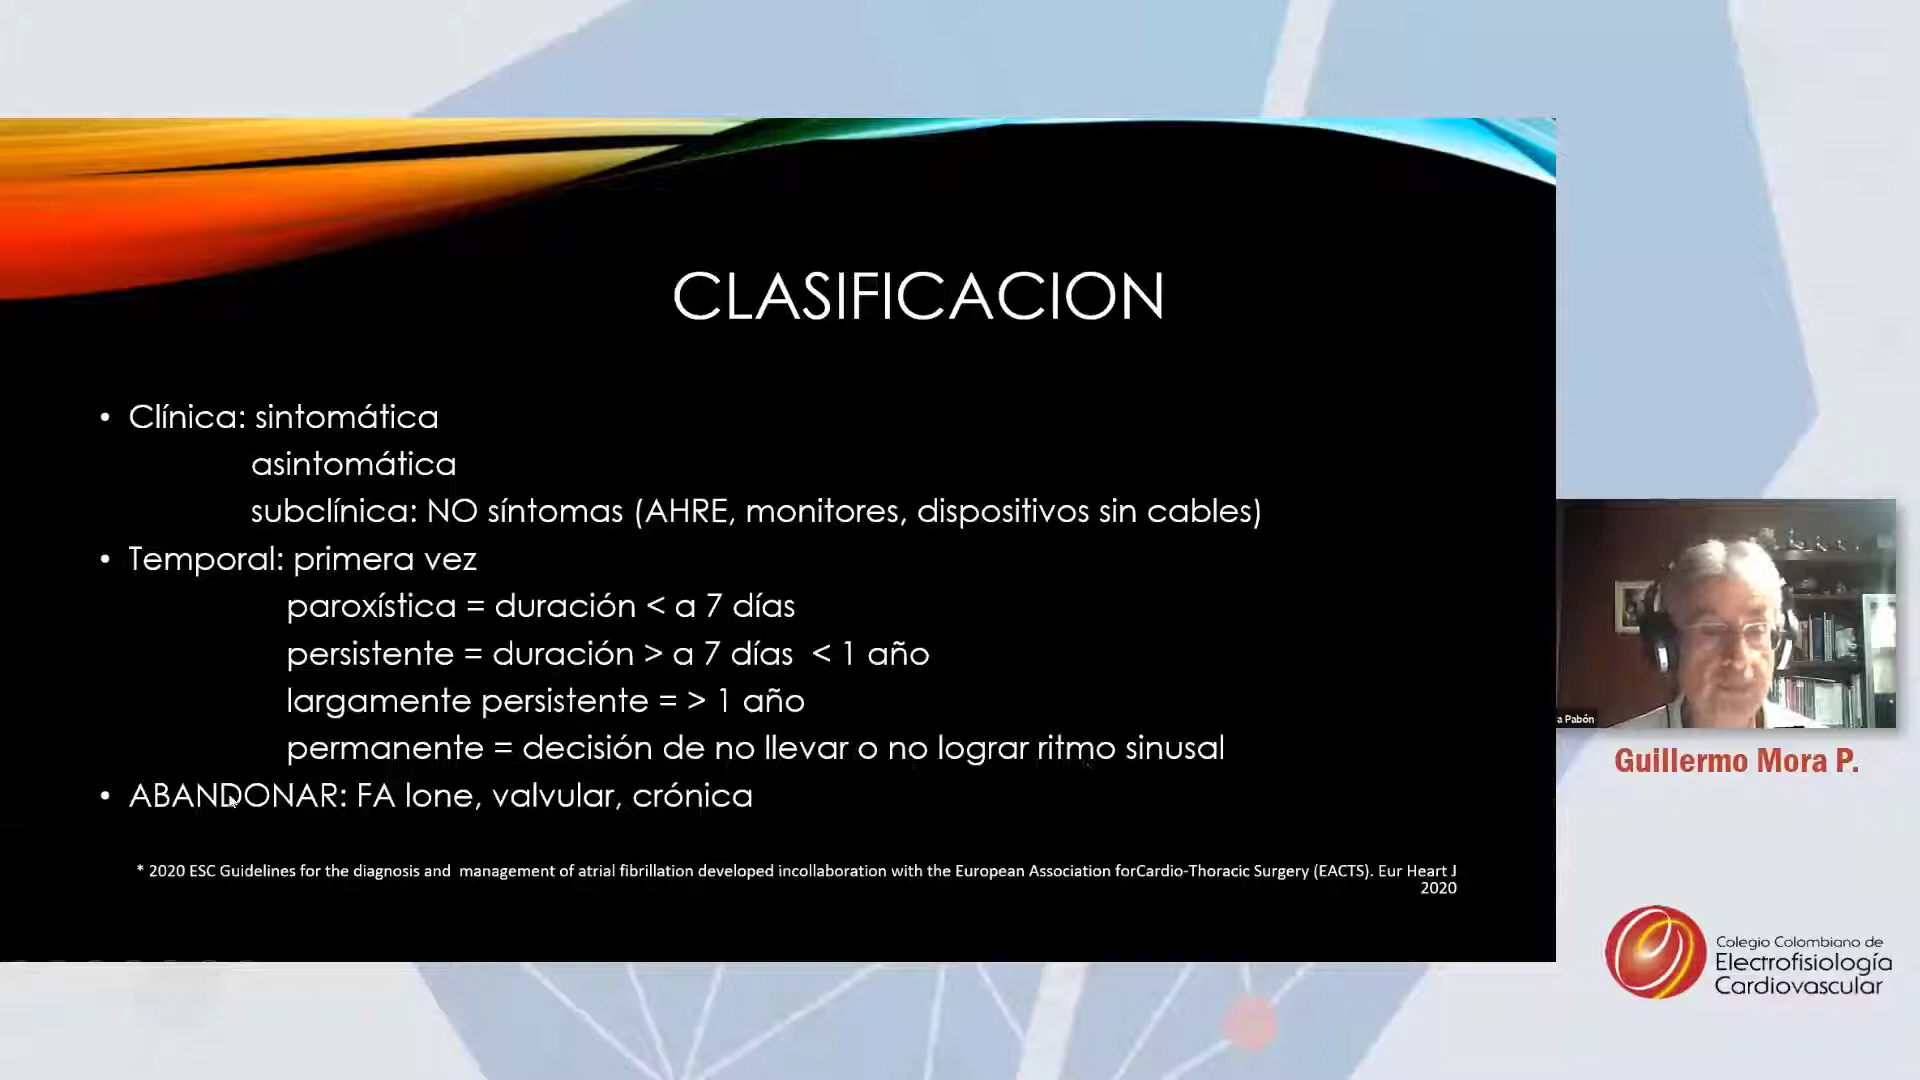 CLASIFICACION
• Clínica: sintomática
asintomática
subclínica: NO síntomas (AHRE, monitores, dispositivos sin cables)
• Temporal: primera vez
paroxística = duración < a 7 días
persistente = duración > a 7 días < 1 año
largamente persistente = > 1 año
permanente = decisión de no llevar o no lograr ritmo sinusal
• ABANDONAR: FA lone, valvular, crónica
* 2020 ESC Guidelines for the diagnosis and management of atrial fibrillation developed incollaboration with the European Association forCardio-Thoracic Surgery (EACTS). Eur Heart J
2020
a Pabón
Guillermo Mora P.
Colegio Colombiano de
Electrofisiología
Cardiovascular